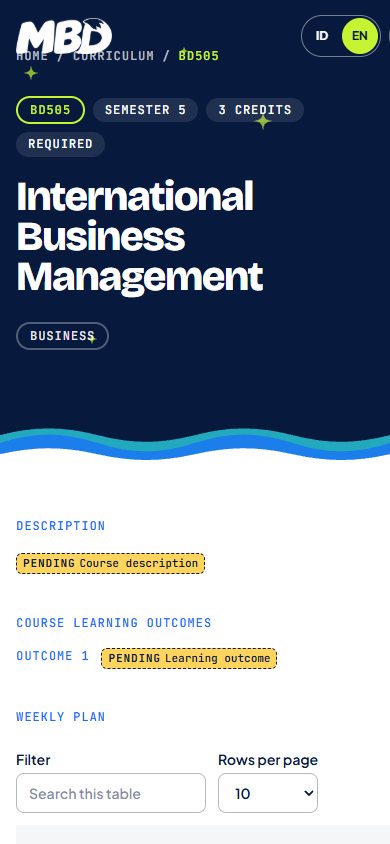 MBD
ID EN
HOME / CURRICULUM / BD505
BD505 SEMESTER 5 3 CREDITS
REQUIRED
International
Business
Management
BUSINESS
DESCRIPTION
PENDING Course description
COURSE LEARNING OUTCOMES
OUTCOME 1 PENDING Learning outcome
WEEKLY PLAN
Filter Rows per page
Search this table 10